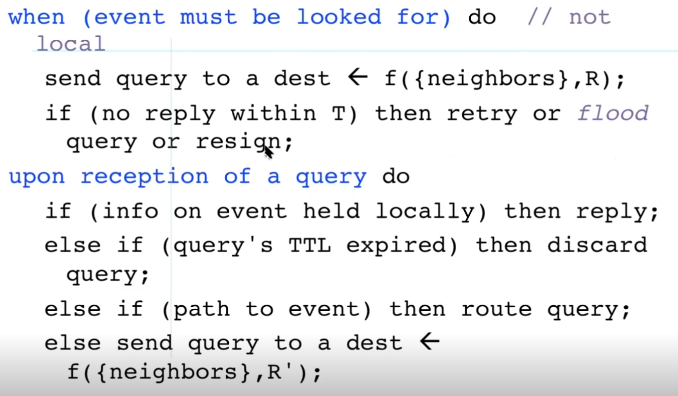 when (event must be looked for) do // not
local
send query to a dest ← f({neighbors},R);
if (no reply within T) then retry or flood
query or resign;
upon reception of a query do
if (info on event held locally) then reply;
else if (query's TTL expired) then discard
query;
else if (path to event) then route query;
else send query to a dest ←
f({neighbors},R');